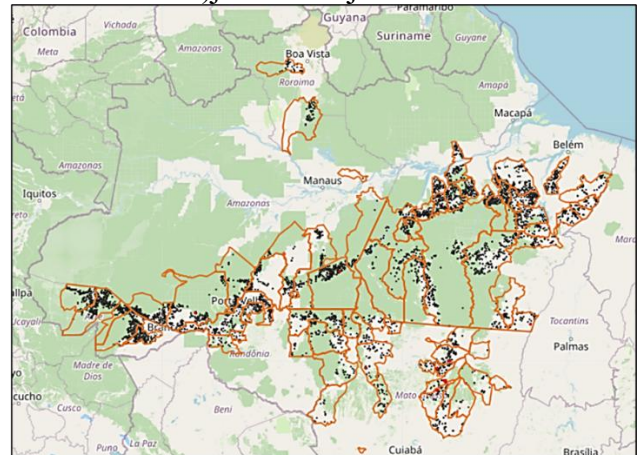 Paramaribo
Guyana
Vichada
Colombia
Suriname
Meta
Guyane
Amazonas
Boa Vista
Roraima
Amapá
Macapá
Belém
Amazonas
Manaus
Iquitos
Amazonas
Porto Velho
Ucayali
Rondônia
Tocantins
Madre de
Dios
Palmas
Cusco
Beni
Mato
Puno
La Paz
Cuiabá
Brasília